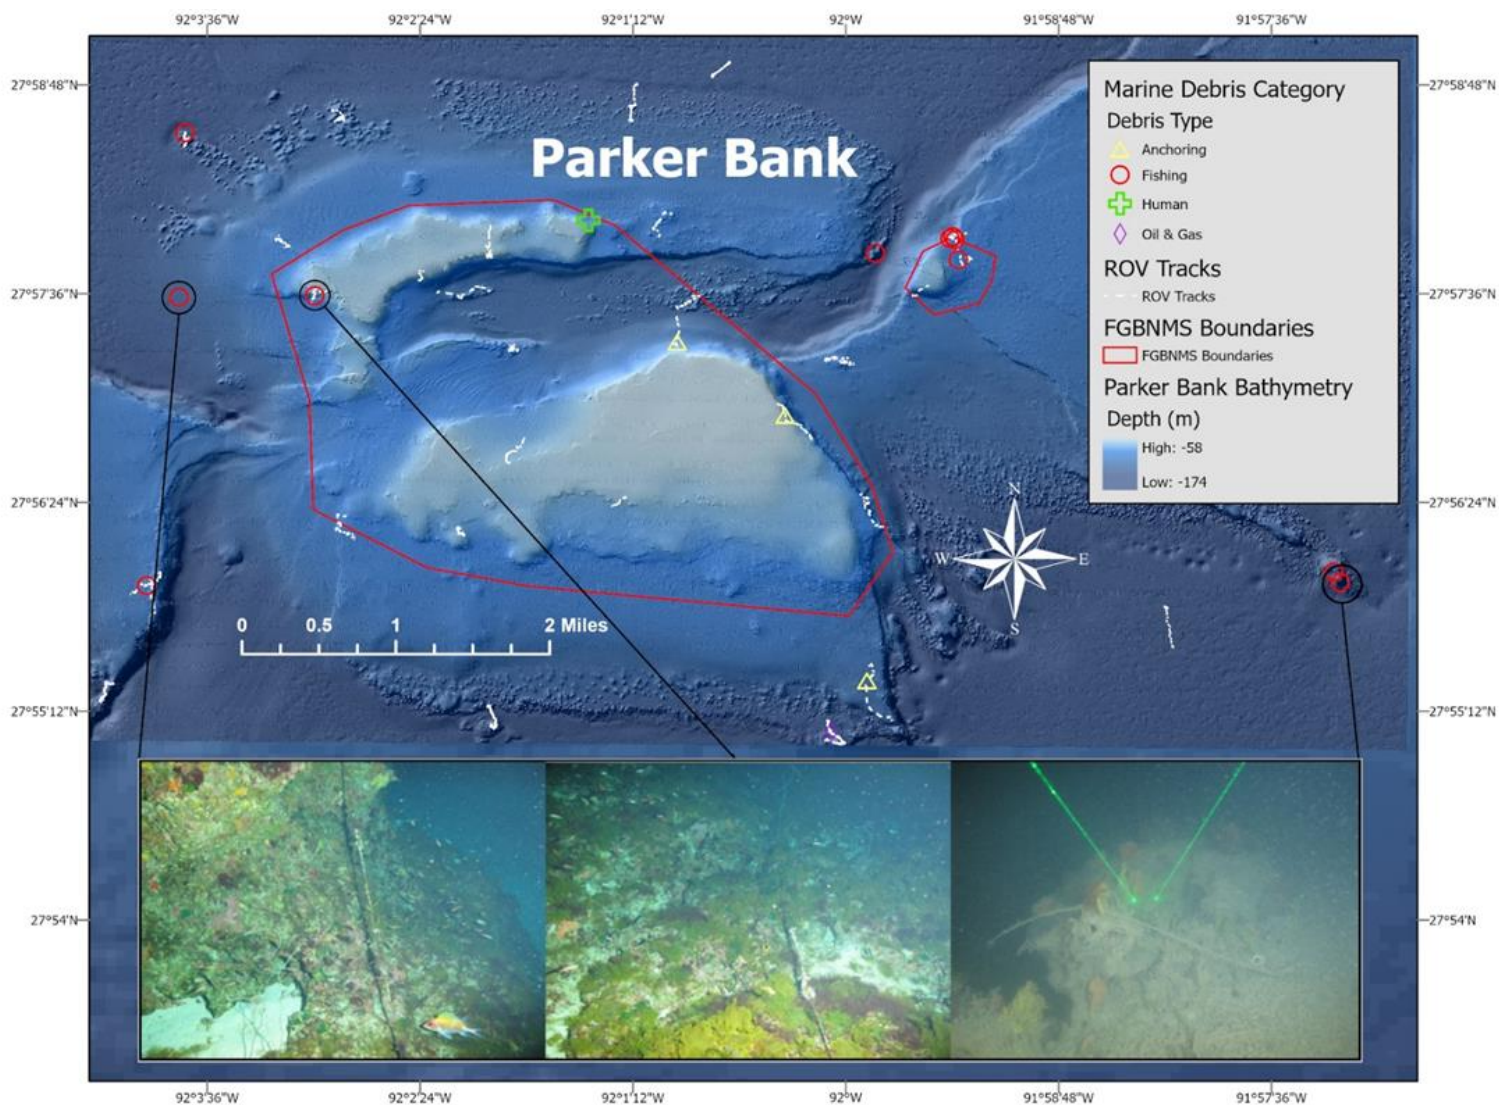 92°3'36"W 92°2'24"W 92°1'12"W 92°W 91°58'48"W 91°57'36"W
27°58'48"N 27°58'48"N
Marine Debris Category
Debris Type
Anchoring
Fishing
Human
Oil & Gas
ROV Tracks
ROV Tracks
FGBNMS Boundaries
FGBNMS Boundaries
Parker Bank Bathymetry
Depth (m)
High: -58
Low: -174
Parker Bank
27°57'36"N 27°57'36"N
27°56'24"N 27°56'24"N
N
W E
S
0 0.5 1 2 Miles
27°55'12"N 27°55'12"N
27°54'N 27°54'N
92°3'36"W 92°2'24"W 92°1'12"W 92°W 91°58'48"W 91°57'36"W